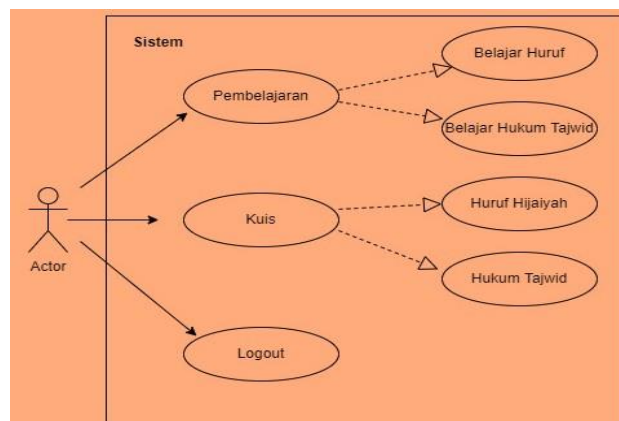 Sistem
Belajar Huruf
Pembelajaran
Belajar Hukum Tajwid
Huruf Hijaiyah
Kuis
Actor
Hukum Tajwid
Logout